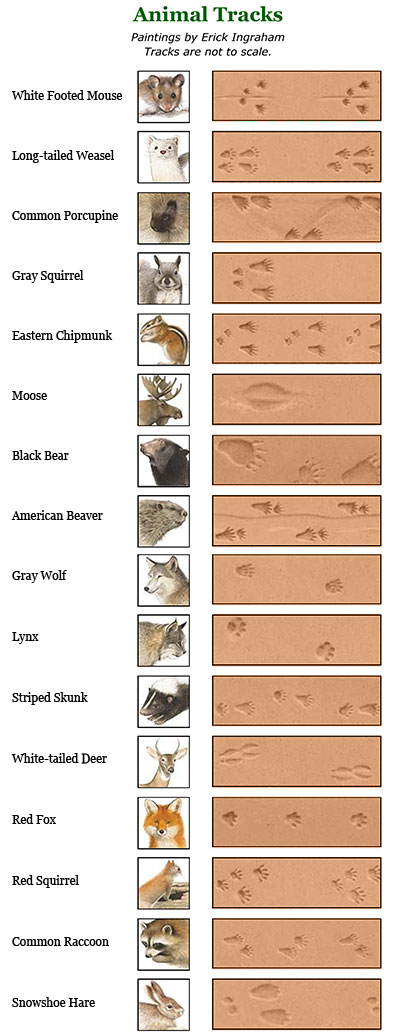 Animal Tracks
Paintings by Erick Ingraham
Tracks are not to scale.
White Footed Mouse
Long-tailed Weasel
Common Porcupine
Gray Squirrel
Eastern Chipmunk
Moose
Black Bear
American Beaver
Gray Wolf
Lynx
Striped Skunk
White-tailed Deer
Red Fox
Red Squirrel
Common Raccoon
Snowshoe Hare